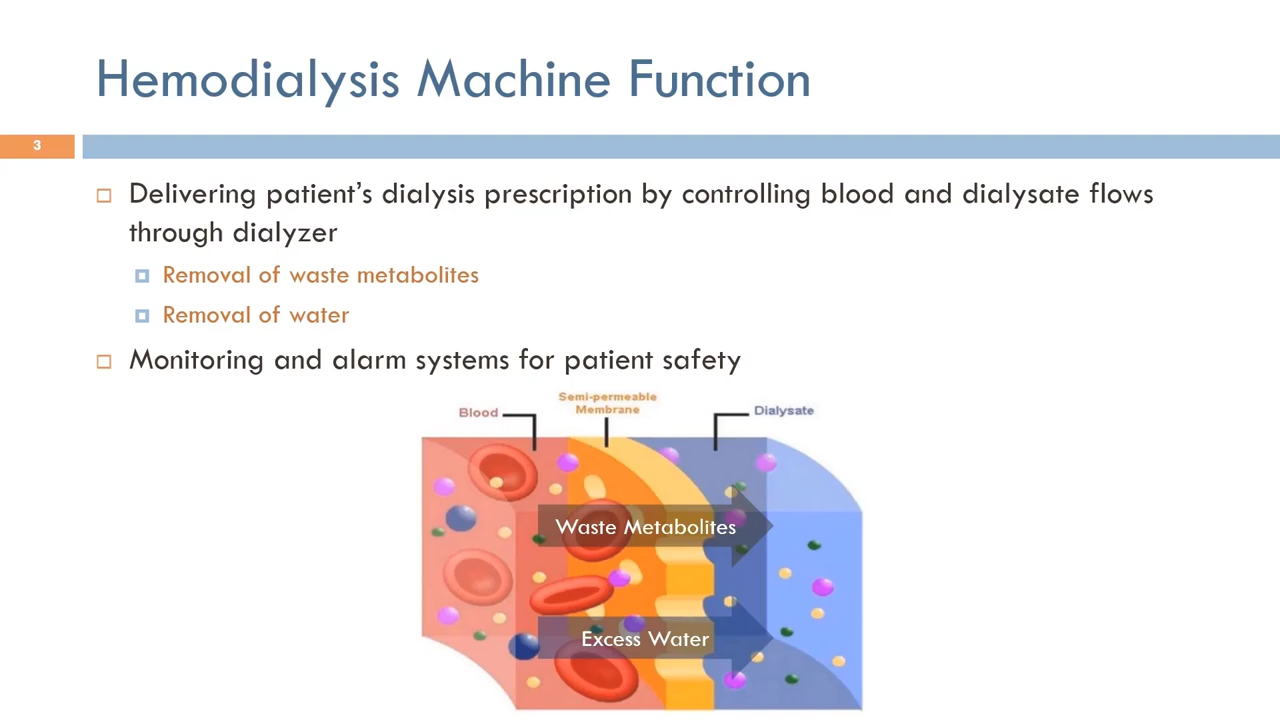 Hemodialysis Machine Function
3
Delivering patient's dialysis prescription by controlling blood and dialysate flows
through dialyzer
Removal of waste metabolites
Removal of water
Monitoring and alarm systems for patient safety
Semi-permeable
Membrane
Blood
Dialysate
Waste Metabolites
Excess Water